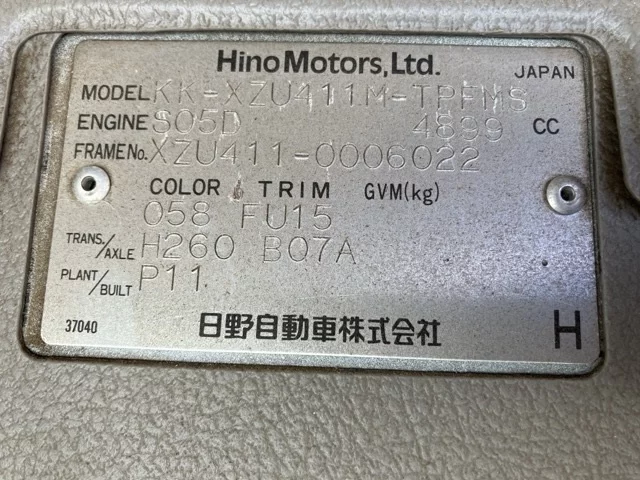 Hino Motors, Ltd.
JAPAN
MODEL KK-XZU411M-TPFMS
ENGINE S05D 4899 CC
FRAME No. XZU411-0006022
COLOR TRIM GVM(kg)
058 FU15
TRANS./AXLE H260 B07A
PLANT/BUILT P11
37040 日野自動車株式会社 H